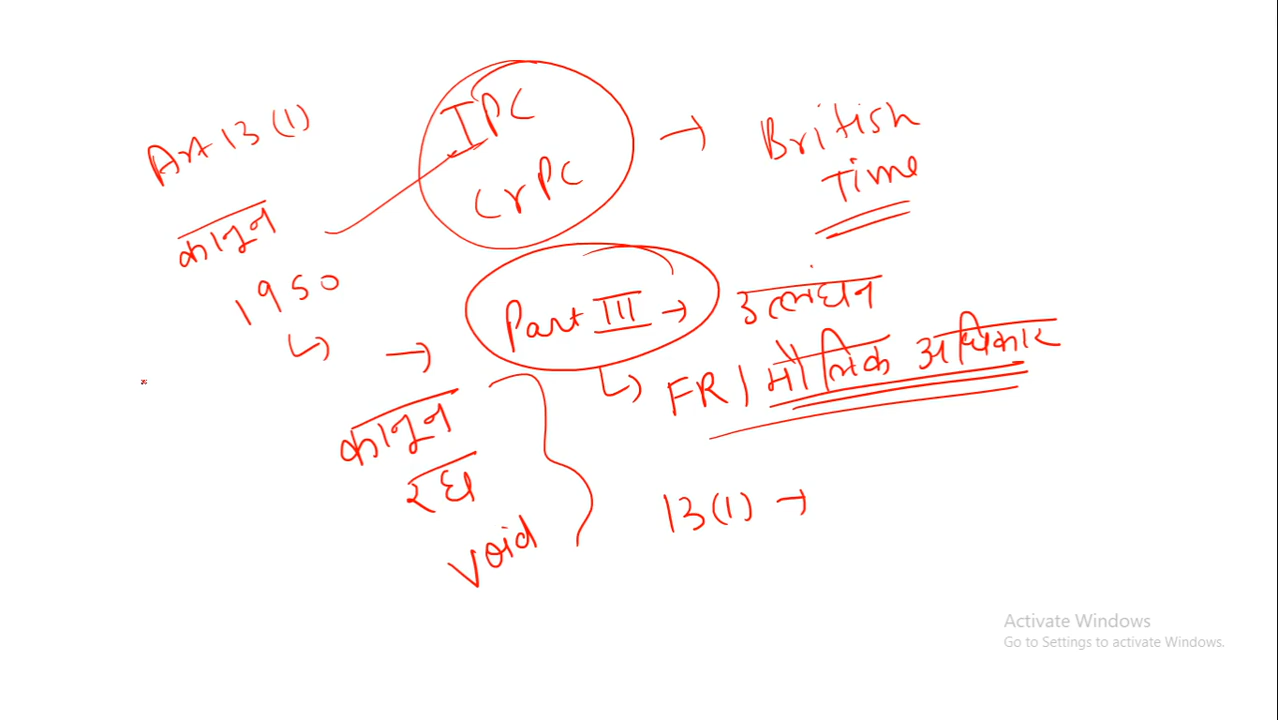 Art 13 (1)
IPC
CrPC
→ British
Time
कानून
1950
Part III → उल्लंघन
FR | मौलिक अधिकार
कानून
रद्य
void
13(1) →
Activate Windows
Go to Settings to activate Windows.